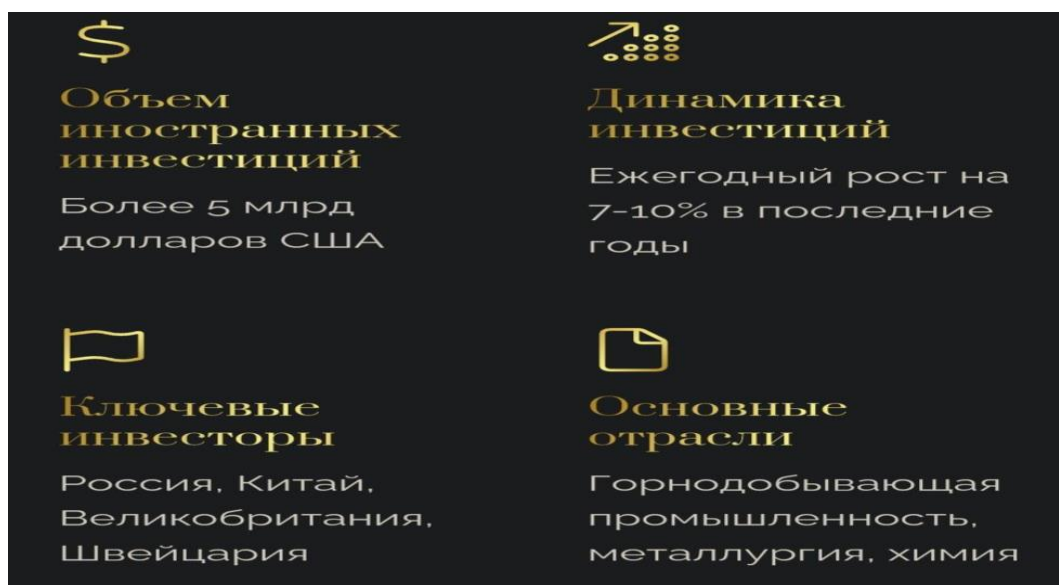 Объем
иностранных
инвестиций
Более 5 млрд
долларов США
Динамика
инвестиций
Ежегодный рост на
7-10% в последние
годы
Ключевые
инвесторы
Россия, Китай,
Великобритания,
Швейцария
Основные
отрасли
Горнодобывающая
промышленность,
металлургия, химия